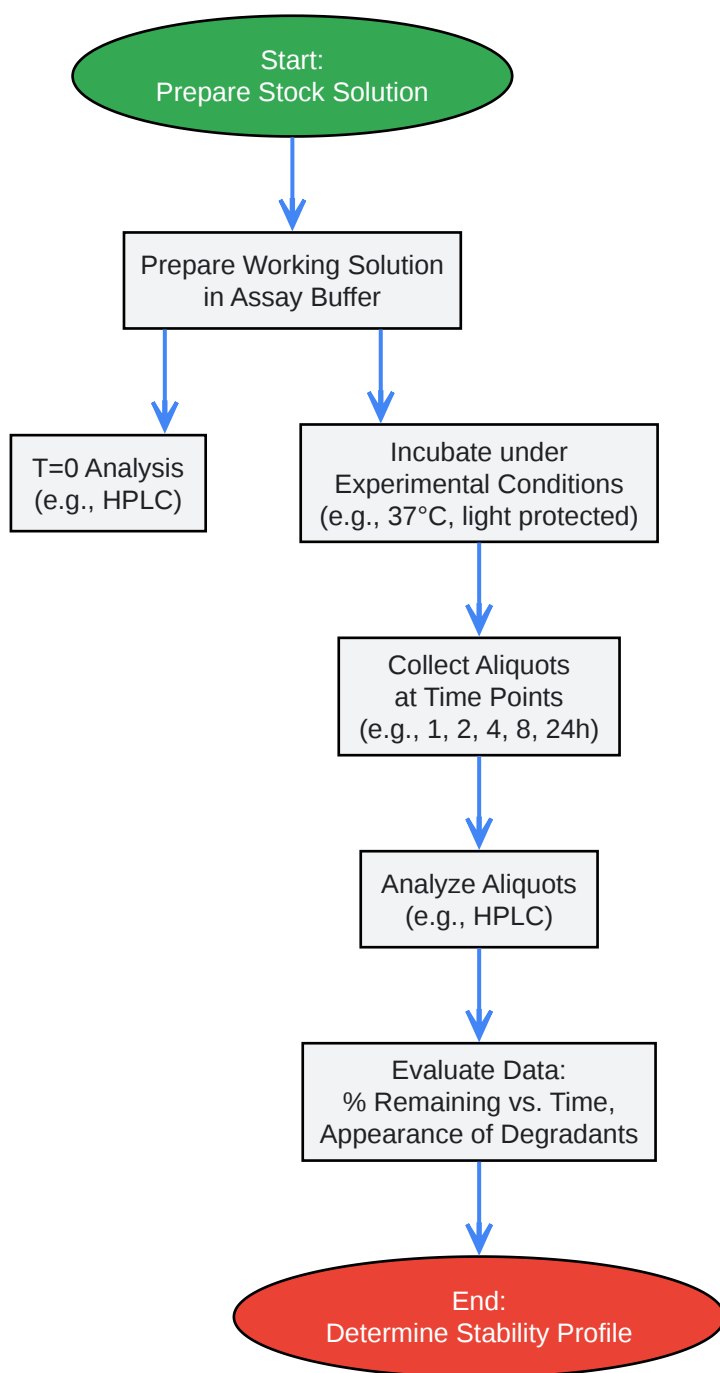 Start:
Prepare Stock Solution
Prepare Working Solution
in Assay Buffer
T=0 Analysis
(e.g., HPLC)
Incubate under
Experimental Conditions
(e.g., 37°C, light protected)
Collect Aliquots
at Time Points
(e.g., 1, 2, 4, 8, 24h)
Analyze Aliquots
(e.g., HPLC)
Evaluate Data:
% Remaining vs. Time,
Appearance of Degradants
End:
Determine Stability Profile